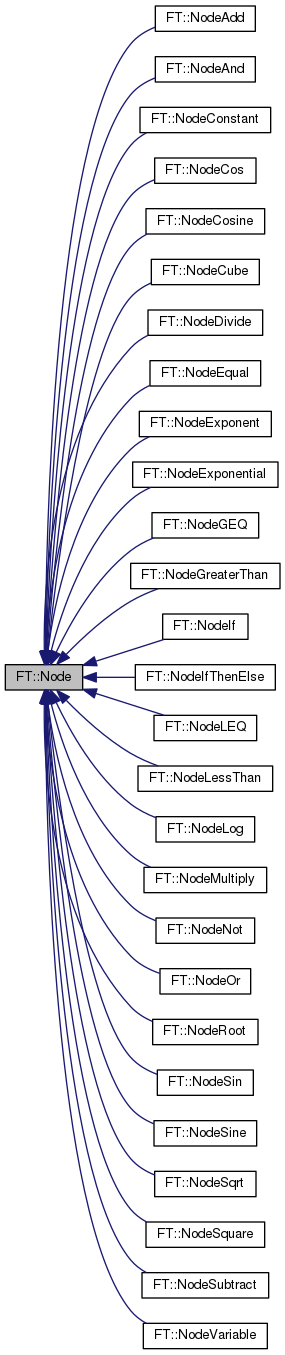 FT::NodeAdd
FT::NodeAnd
FT::NodeConstant
FT::NodeCos
FT::NodeCosine
FT::NodeCube
FT::NodeDivide
FT::NodeEqual
FT::NodeExponent
FT::NodeExponential
FT::NodeGEQ
FT::NodeGreaterThan
FT::NodeIf
FT::Node
FT::NodeIfThenElse
FT::NodeLEQ
FT::NodeLessThan
FT::NodeLog
FT::NodeMultiply
FT::NodeNot
FT::NodeOr
FT::NodeRoot
FT::NodeSin
FT::NodeSine
FT::NodeSqrt
FT::NodeSquare
FT::NodeSubtract
FT::NodeVariable